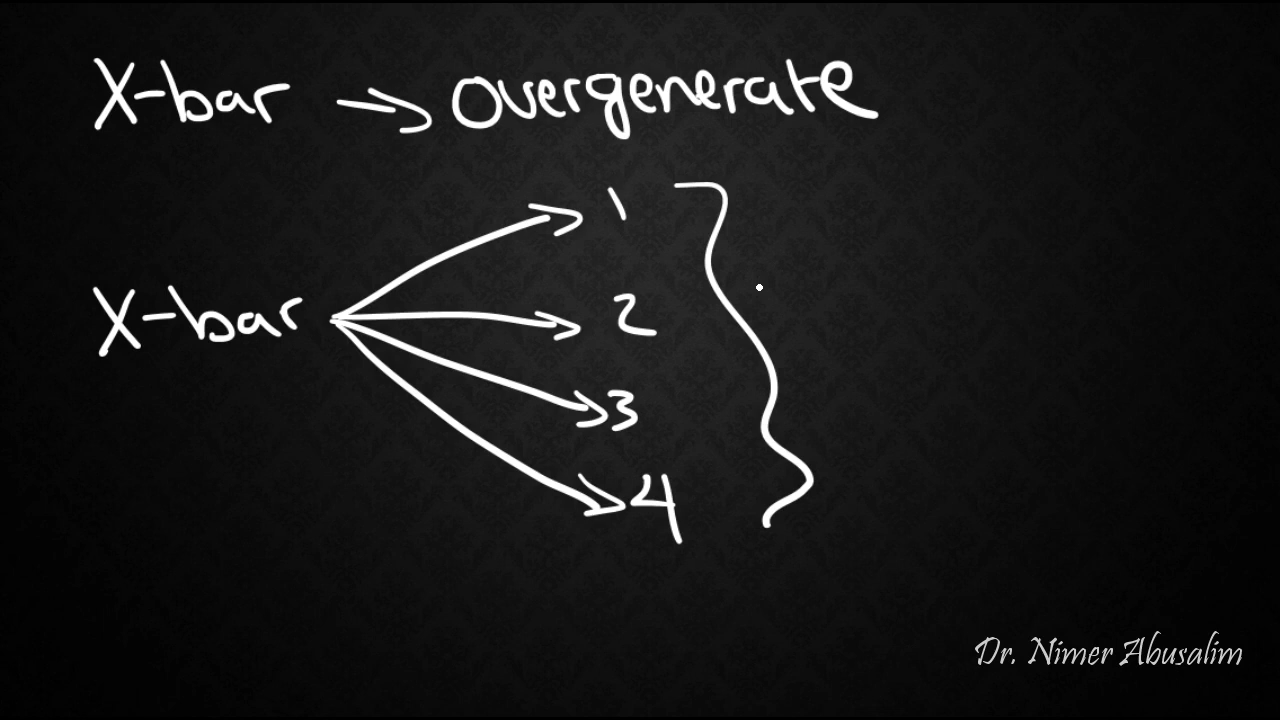 X-bar → overgenerate
1
2
X-bar
3
4
Dr. Nimer Abusalim